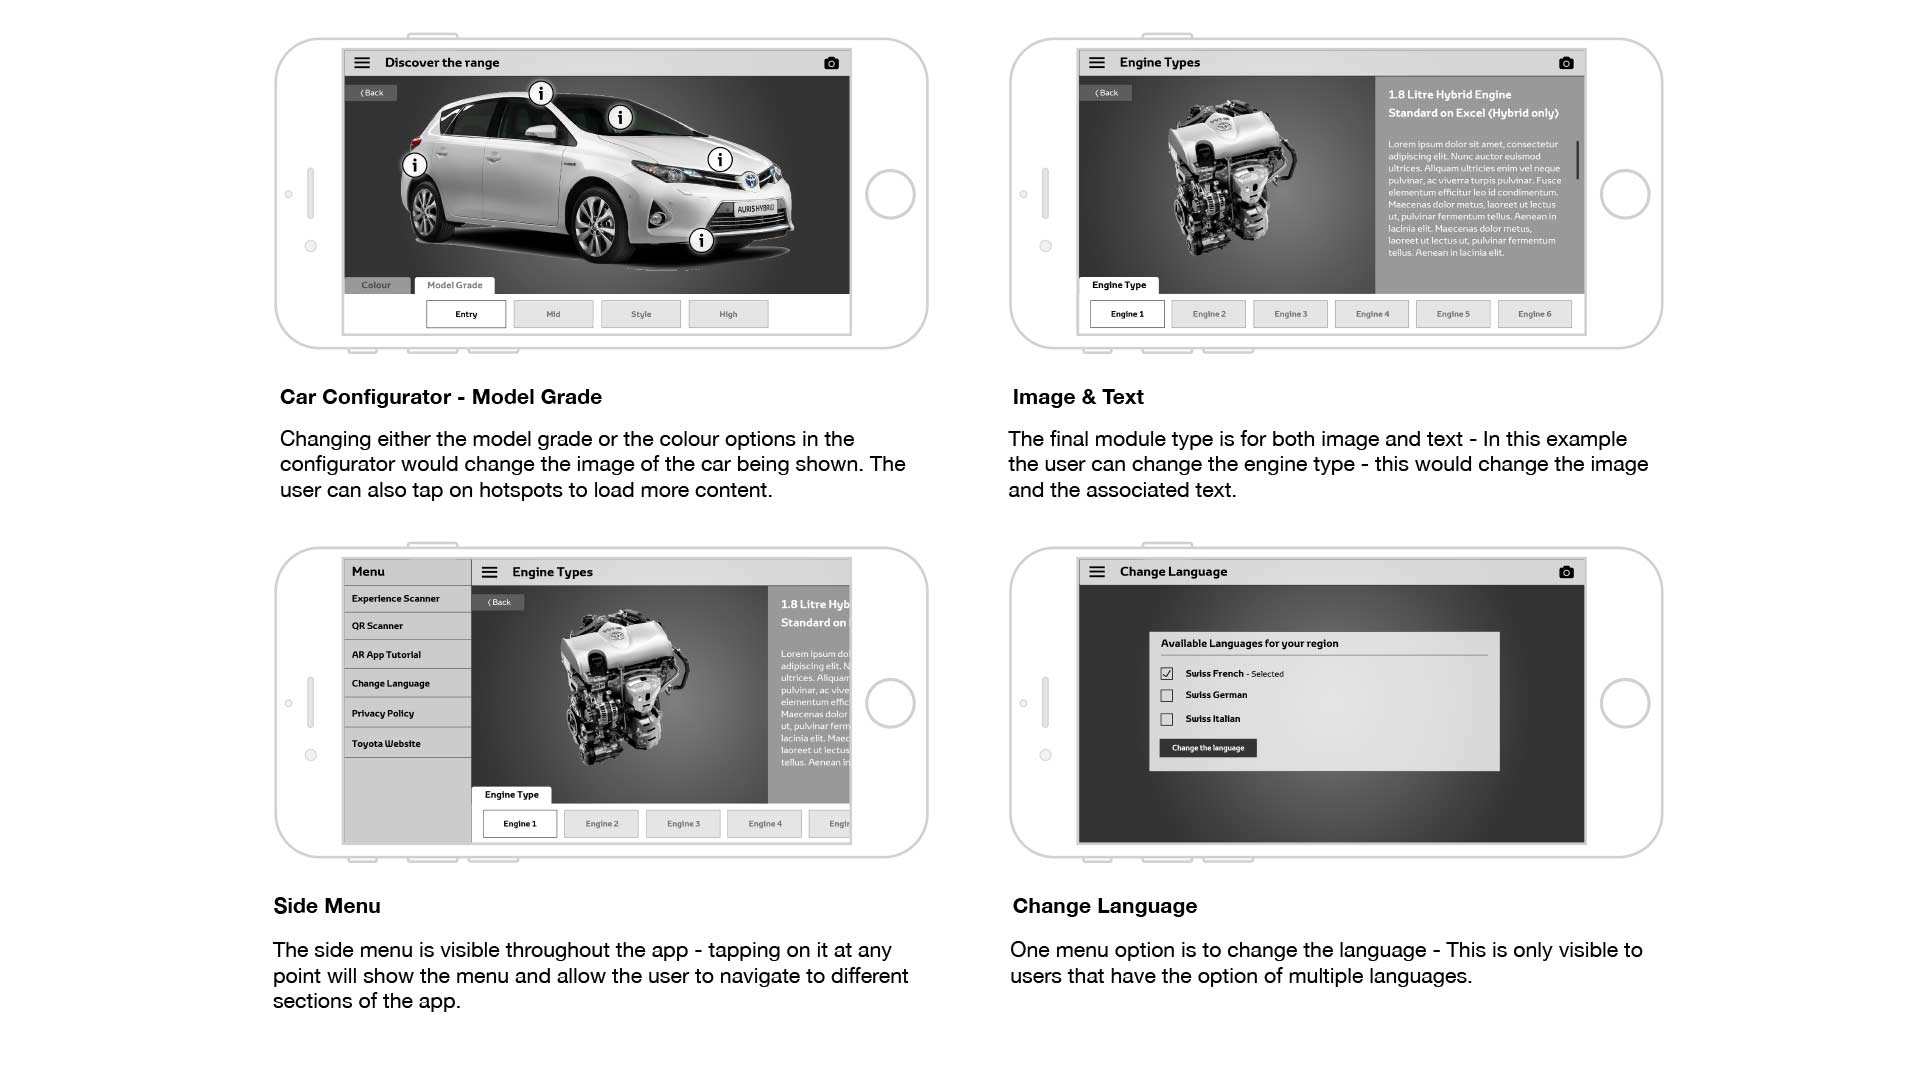 Discover the range
Back
i
i
i
i
i
AURIS HYBRID
Colour
Model Grade
Entry
Mid
Style
High
Car Configurator - Model Grade
Changing either the model grade or the colour options in the
configurator would change the image of the car being shown. The
user can also tap on hotspots to load more content.
Engine Types
Back
1.8 Litre Hybrid Engine
Standard on Excel (Hybrid only)
Lorem ipsum dolor sit amet, consectetur
adipiscing elit. Nunc auctor euismod
ultrices. Aliquam ultricies enim vel neque
pulvinar, ac viverra turpis pulvinar. Fusce
elementum efficitur leo id condimentum.
Maecenas dolor metus, laoreet ut lectus
ut, pulvinar fermentum tellus. Aenean in
lacinia elit. Maecenas dolor metus,
laoreet ut lectus ut, pulvinar fermentum
tellus. Aenean in lacinia elit.
Engine Type
Engine 1
Engine 2
Engine 3
Engine 4
Engine 5
Engine 6
Image & Text
The final module type is for both image and text - In this example
the user can change the engine type - this would change the image
and the associated text.
Menu
Experience Scanner
QR Scanner
AR App Tutorial
Change Language
Privacy Policy
Toyota Website
Engine Types
Back
1.8 Litre Hyb
Standard on
Lorem ipsum dol
adipiscing elit. N
ultrices. Aliquam
pulvinar, ac vive
elementum effic
Maecenas dolor
ut, pulvinar ferm
lacinia elit. Maec
laoreet ut lectus
tellus. Aenean in
Engine Type
Engine 1
Engine 2
Engine 3
Engine 4
Engin
Side Menu
The side menu is visible throughout the app - tapping on it at any
point will show the menu and allow the user to navigate to different
sections of the app.
Change Language
Available Languages for your region
Swiss French - Selected
Swiss German
Swiss Italian
Change the language
Change Language
One menu option is to change the language - This is only visible to
users that have the option of multiple languages.